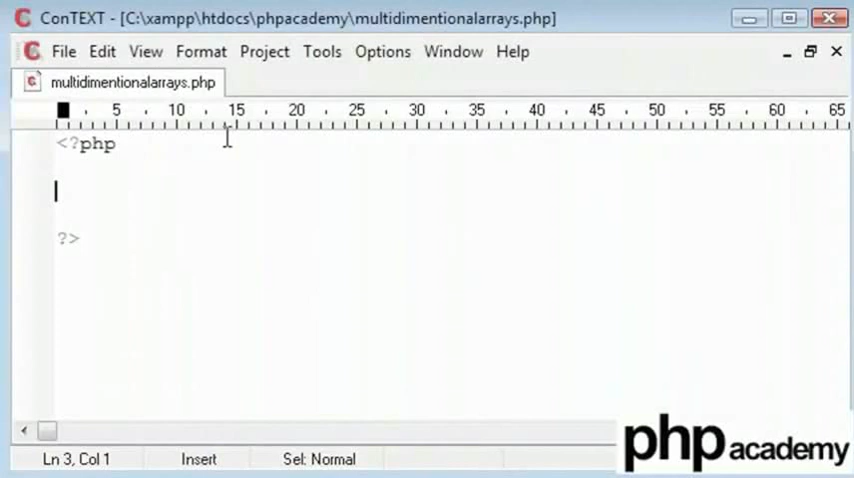 ConTEXT - [C:\xampp\htdocs\phpacademy\multidimentionalarrays.php]
File Edit View Format Project Tools Options Window Help
multidimentionalarrays.php
5 10 15 20 25 30 35 40 45 50 55 60 65
<?php
?>
php academy
Ln 3, Col 1 Insert Sel: Normal